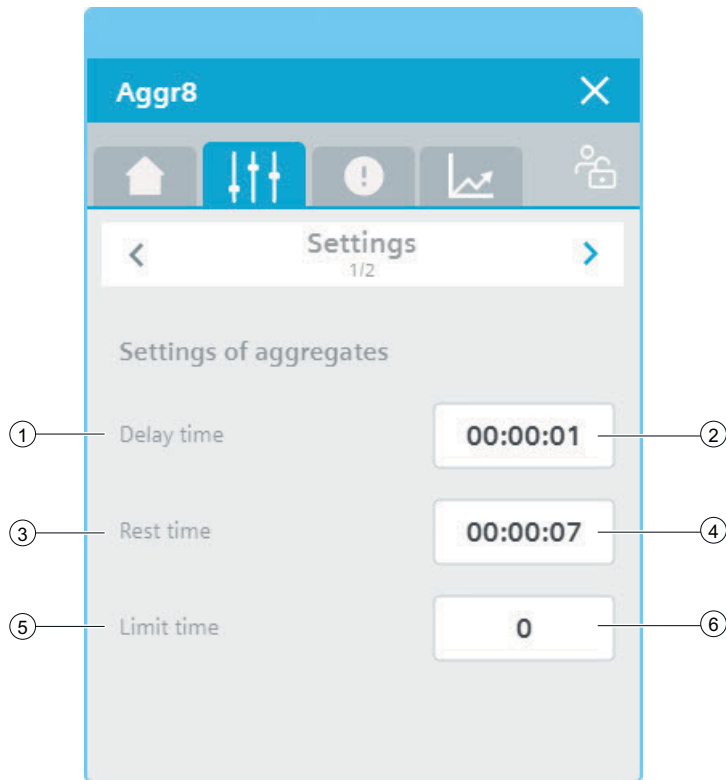 Aggr8
Settings
1/2
Settings of aggregates
1 Delay time 00:00:01 2
3 Rest time 00:00:07 4
5 Limit time 0 6